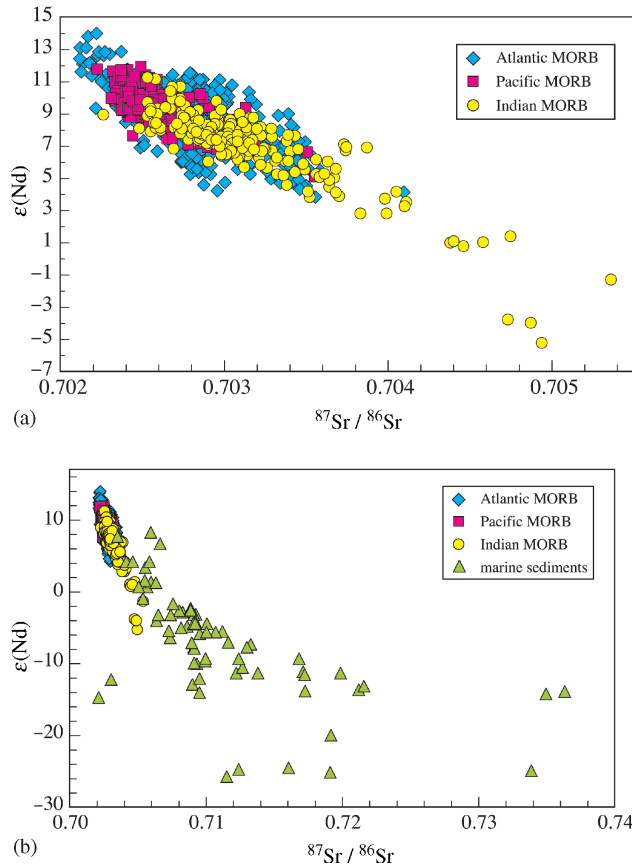 15
13
11
9
7
5
3
1
−1
−3
−5
−7
ε(Nd)
Atlantic MORB
Pacific MORB
Indian MORB
0.702 0.703 0.704 0.705
(a)
87Sr / 86Sr
10
0
−10
−20
−30
ε(Nd)
Atlantic MORB
Pacific MORB
Indian MORB
marine sediments
0.70 0.71 0.72 0.73 0.74
(b)
87Sr / 86Sr